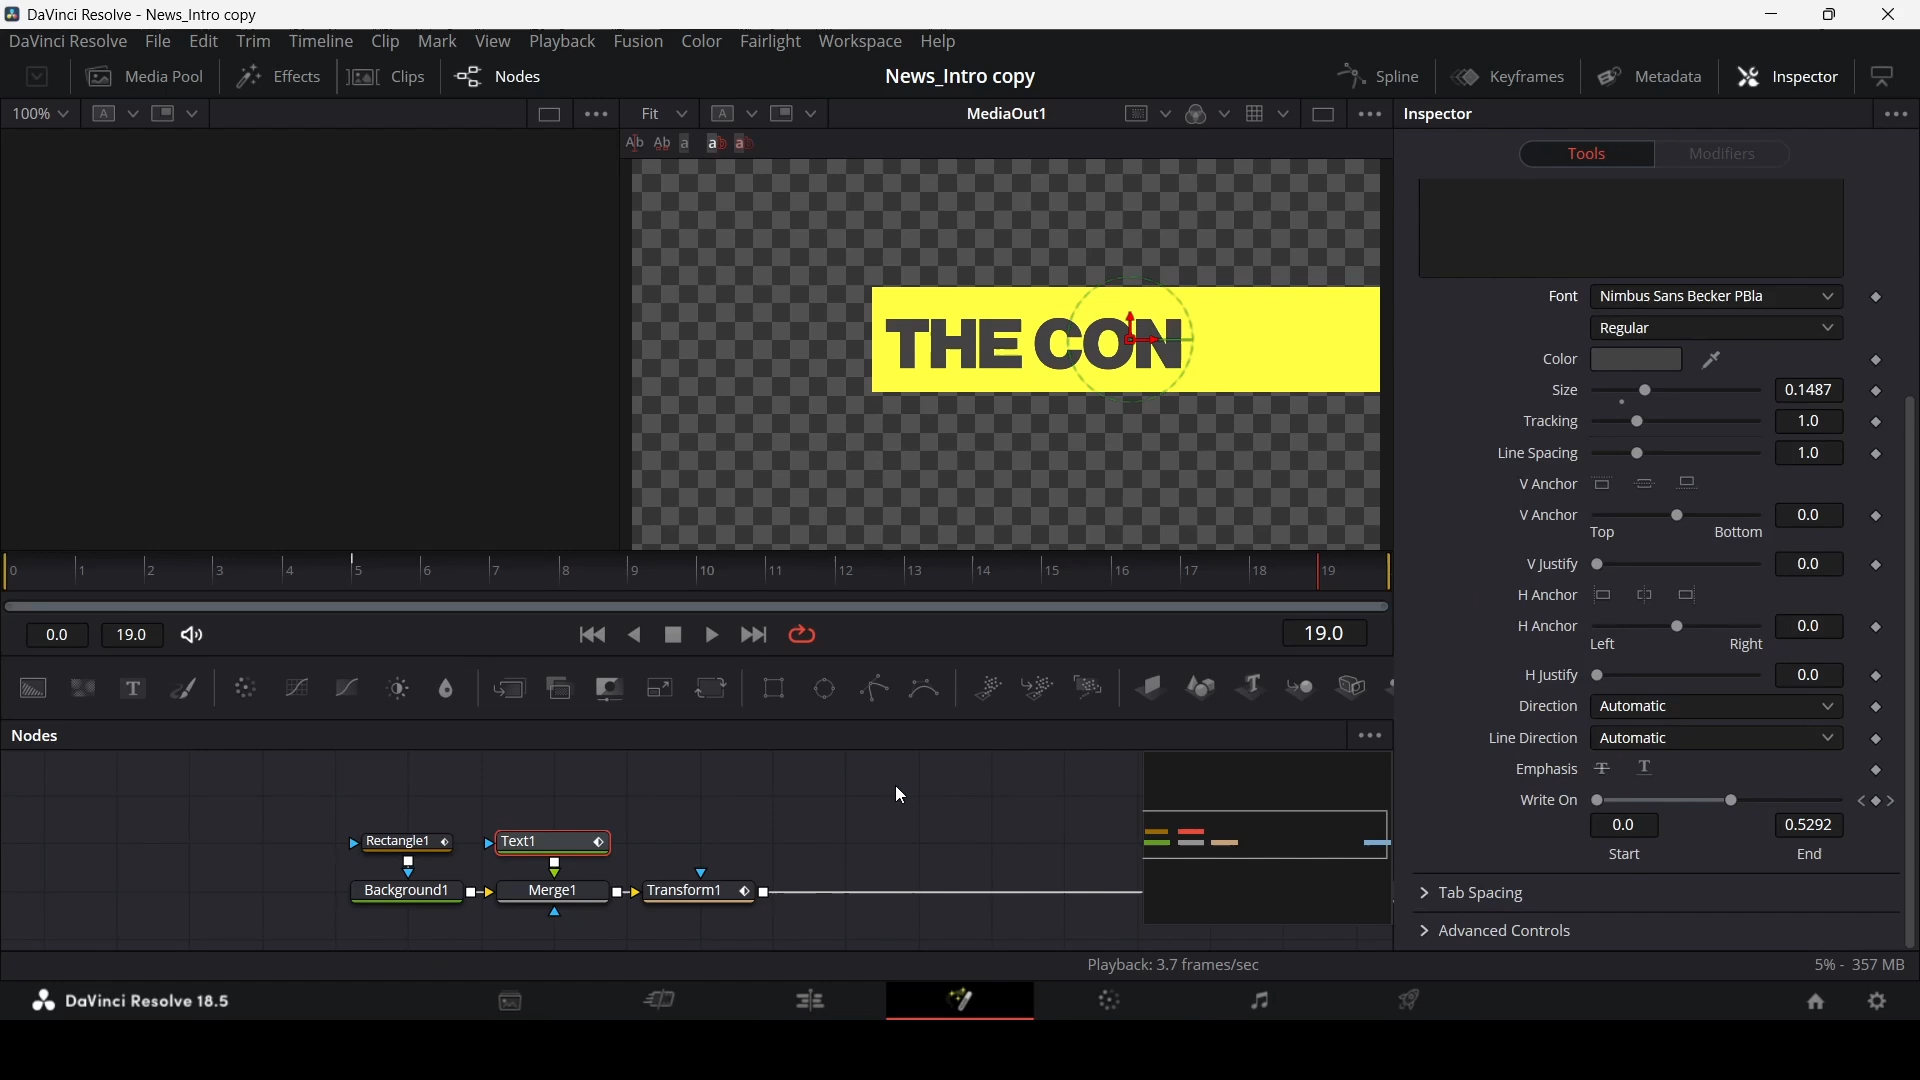 DaVinci Resolve - News_Intro copy
DaVinci Resolve File Edit Trim Timeline Clip Mark View Playback Fusion Color Fairlight Workspace Help
Media Pool Effects Clips Nodes News_Intro copy Spline Keyframes Metadata Inspector
100% A Fit A MediaOut1 Inspector
Ab Ab a ab ab
Tools Modifiers
THE CON
Font Nimbus Sans Becker PBla
Regular
Color
Size 0.1487
Tracking 1.0
Line Spacing 1.0
V Anchor
V Anchor 0.0
Top Bottom
V Justify 0.0
H Anchor
H Anchor 0.0
Left Right
H Justify 0.0
Direction Automatic
Line Direction Automatic
Emphasis T T
Write On
0.0 0.5292
Start End
Tab Spacing
Advanced Controls
0 1 2 3 4 5 6 7 8 9 10 11 12 13 14 15 16 17 18 19
0.0 19.0 19.0
T T
Nodes
Rectangle1 Text1
Background1 Merge1 Transform1
Playback: 3.7 frames/sec 5% - 357 MB
DaVinci Resolve 18.5